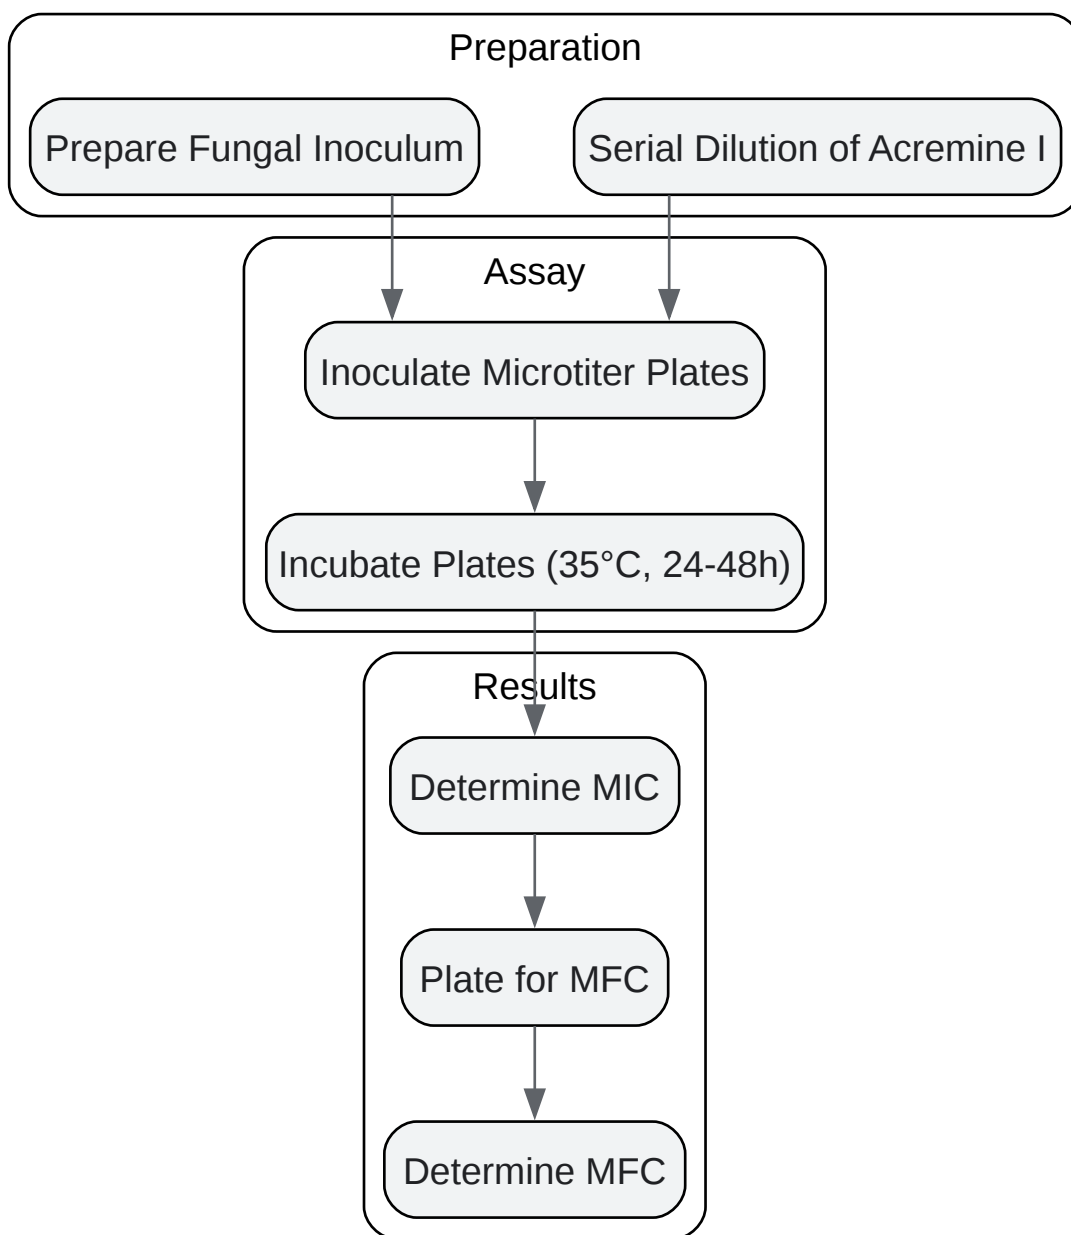 Preparation
Prepare Fungal Inoculum
Serial Dilution of Acremine I
Assay
Inoculate Microtiter Plates
Incubate Plates (35°C, 24-48h)
Results
Determine MIC
Plate for MFC
Determine MFC